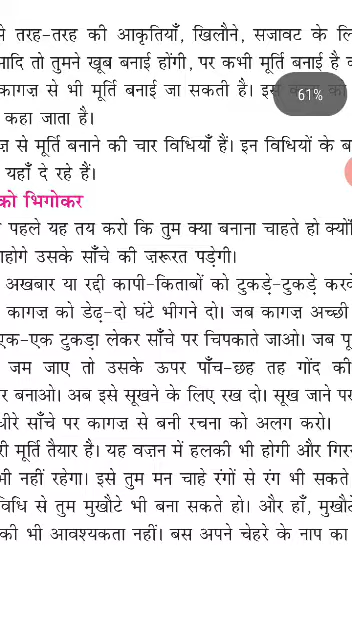 से तरह-तरह की आकृतियाँ, खिलौने, सजावट के लि
मादि तो तुमने खूब बनाई होंगी, पर कभी मूर्ति बनाई है
कागज़ से भी मूर्ति बनाई जा सकती है। इस को
61%
कहा जाता है।
ज़ से मूर्ति बनाने की चार विधियाँ हैं। इन विधियों के ब
यहाँ दे रहे हैं।
को भिगोकर
पहले यह तय करो कि तुम क्या बनाना चाहते हो क्यों
ाहोगे उसके साँचे की ज़रूरत पड़ेगी।
अखबार या रद्दी कापी-किताबों को टुकड़े-टुकड़े करवे
कागज को डेढ़-दो घंटे भीगने दो। जब कागज़ अच्छी
एक-एक टुकड़ा लेकर साँचे पर चिपकाते जाओ। जब पू
जम जाए तो उसके ऊपर पाँच-छह तह गोंद की
र बनाओ। अब इसे सूखने के लिए रख दो। सूख जाने पर
धीरे साँचे पर कागज़ से बनी रचना को अलग करो।
री मूर्ति तैयार है। यह वज़न में हलकी भी होगी और गिरन
भी नहीं रहेगा। इसे तुम मन चाहे रंगों से रंग भी सकते
विधि से तुम मुखौटे भी बना सकते हो। और हाँ, मुखौटे
की भी आवश्यकता नहीं। बस अपने चेहरे के नाप का